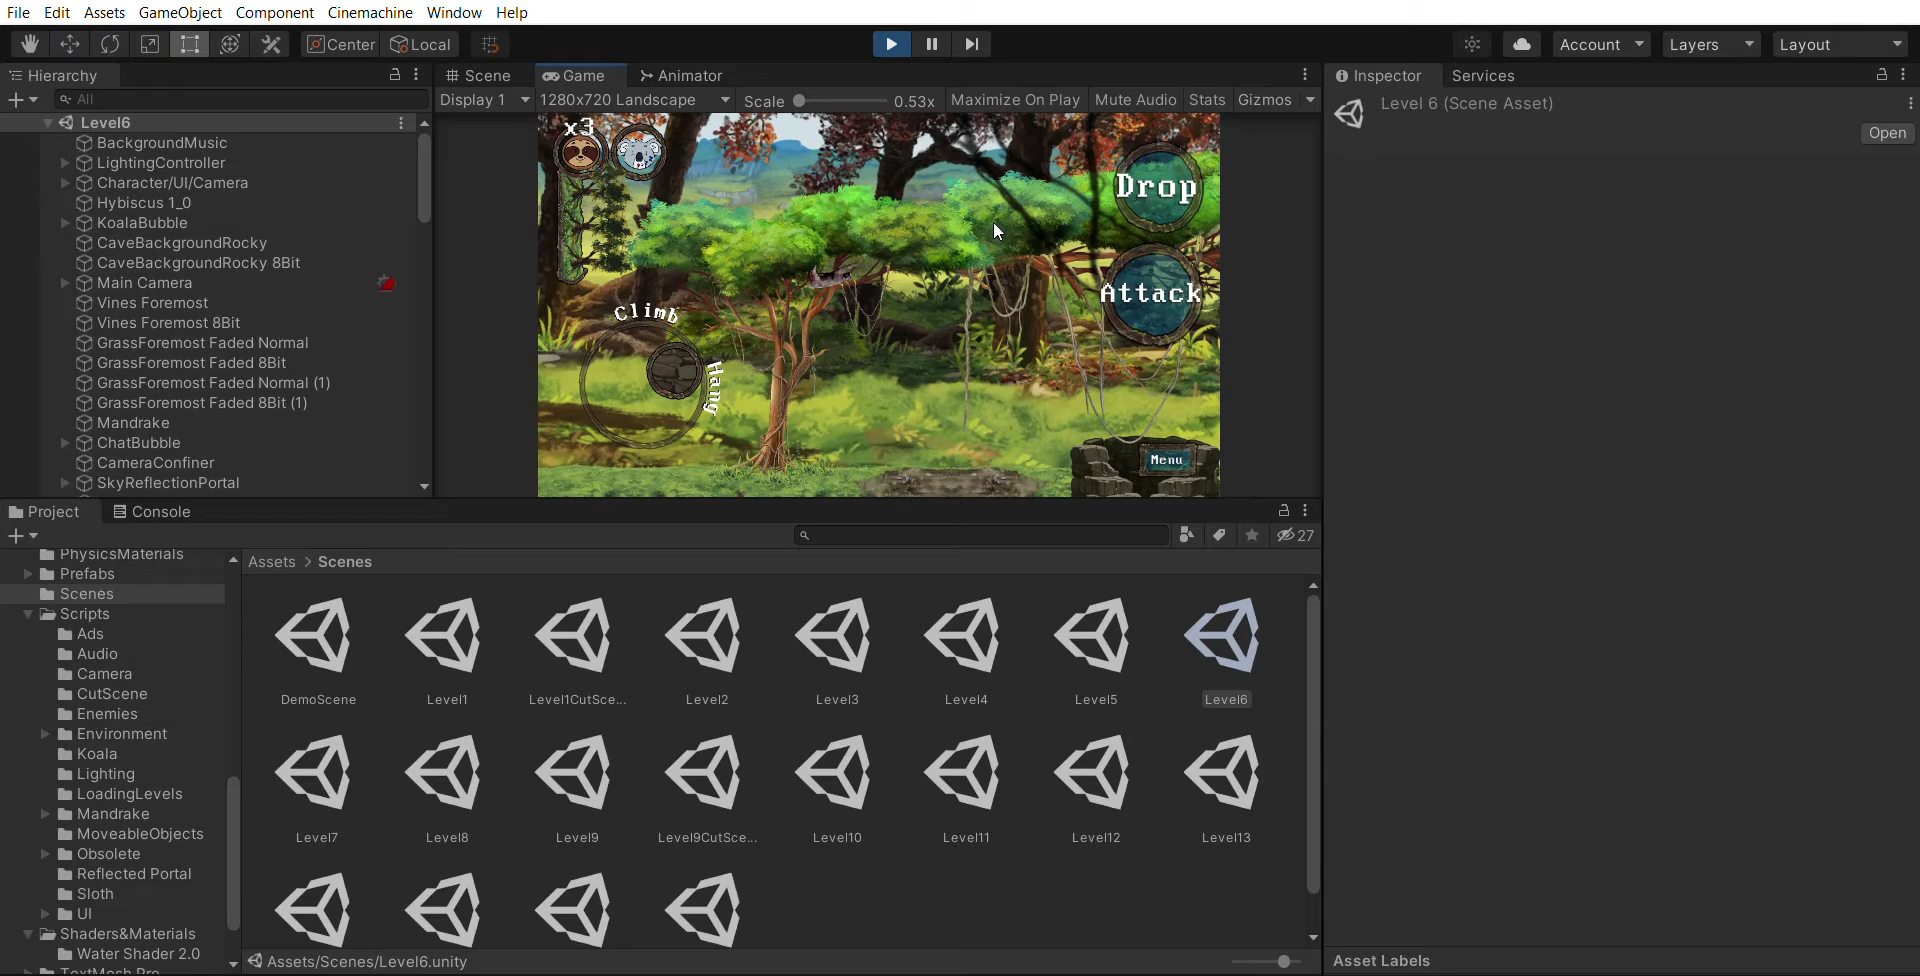 File Edit Assets GameObject Component Cinemachine Window Help
Center Local Account Layers Layout
Hierarchy
All
Level6
BackgroundMusic
LightingController
Character/UI/Camera
Hybiscus 1_0
KoalaBubble
CaveBackgroundRocky
CaveBackgroundRocky 8Bit
Main Camera
Vines Foremost
Vines Foremost 8Bit
GrassForemost Faded Normal
GrassForemost Faded 8Bit
GrassForemost Faded Normal (1)
GrassForemost Faded 8Bit (1)
Mandrake
ChatBubble
CameraConfiner
SkyReflectionPortal
Scene Game Animator
Display 1 1280x720 Landscape Scale 0.53x Maximize On Play Mute Audio Stats Gizmos
x3
Drop
Attack
Climb
Hang
Menu
Inspector Services
Level 6 (Scene Asset)
Open
Project Console
27
PhysicsMaterials
Prefabs
Scenes
Scripts
Ads
Audio
Camera
CutScene
Enemies
Environment
Koala
Lighting
LoadingLevels
Mandrake
MoveableObjects
Obsolete
Reflected Portal
Sloth
UI
Shaders&Materials
Water Shader 2.0
TextMesh Pro
Assets > Scenes
DemoScene Level1 Level1CutSce... Level2 Level3 Level4 Level5 Level6
Level7 Level8 Level9 Level9CutSce... Level10 Level11 Level12 Level13
Assets/Scenes/Level6.unity
Asset Labels